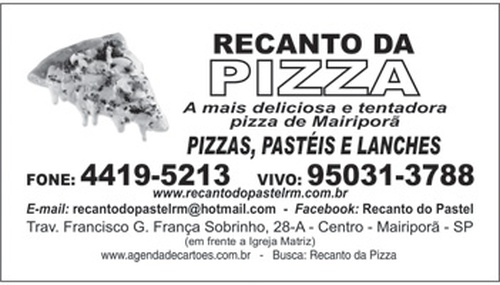 RECANTO DA
PIZZA
A mais deliciosa e tentadora
pizza de Mairiporã
PIZZAS, PASTÉIS E LANCHES
FONE: 4419-5213 VIVO: 95031-3788
www.recantodopastelrm.com.br
E-mail: recantodopastelrm@hotmail.com - Facebook: Recanto do Pastel
Trav. Francisco G. França Sobrinho, 28-A - Centro - Mairiporã - SP
(em frente a Igreja Matriz)
www.agendadecartoes.com.br - Busca: Recanto da Pizza